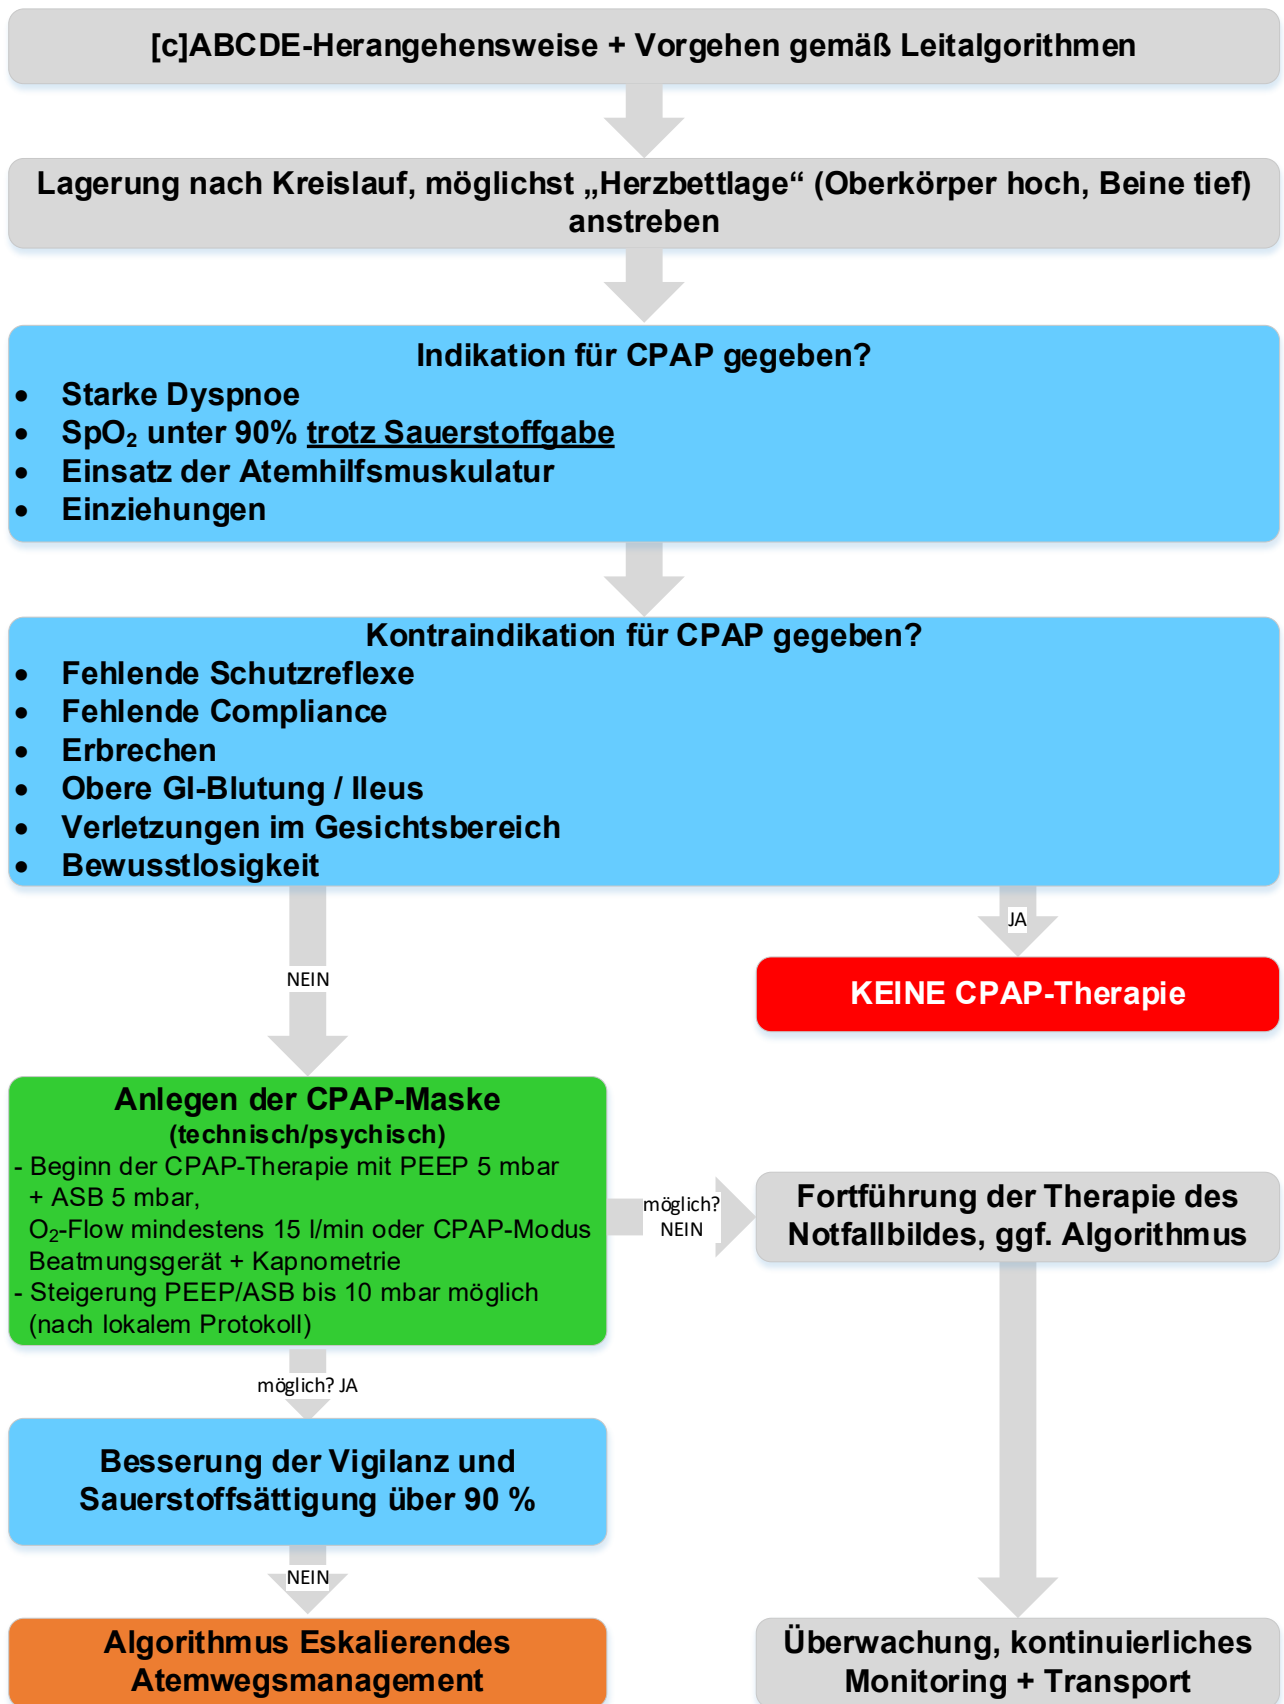 [c]ABCDE-Herangehensweise + Vorgehen gemäß Leitalgorithmen
Lagerung nach Kreislauf, möglichst „Herzbettlage“ (Oberkörper hoch, Beine tief)
anstreben
Indikation für CPAP gegeben?
• Starke Dyspnoe
• SpO₂ unter 90% trotz Sauerstoffgabe
• Einsatz der Atemhilfsmuskulatur
• Einziehungen
Kontraindikation für CPAP gegeben?
• Fehlende Schutzreflexe
• Fehlende Compliance
• Erbrechen
• Obere GI-Blutung / Ileus
• Verletzungen im Gesichtsbereich
• Bewusstlosigkeit
JA
NEIN
KEINE CPAP-Therapie
Anlegen der CPAP-Maske
(technisch/psychisch)
- Beginn der CPAP-Therapie mit PEEP 5 mbar
+ ASB 5 mbar,
O₂-Flow mindestens 15 l/min oder CPAP-Modus
Beatmungsgerät + Kapnometrie
- Steigerung PEEP/ASB bis 10 mbar möglich
(nach lokalem Protokoll)
möglich?
NEIN
Fortführung der Therapie des
Notfallbildes, ggf. Algorithmus
möglich? JA
Besserung der Vigilanz und
Sauerstoffsättigung über 90 %
NEIN
Algorithmus Eskalierendes
Atemwegsmanagement
Überwachung, kontinuierliches
Monitoring + Transport